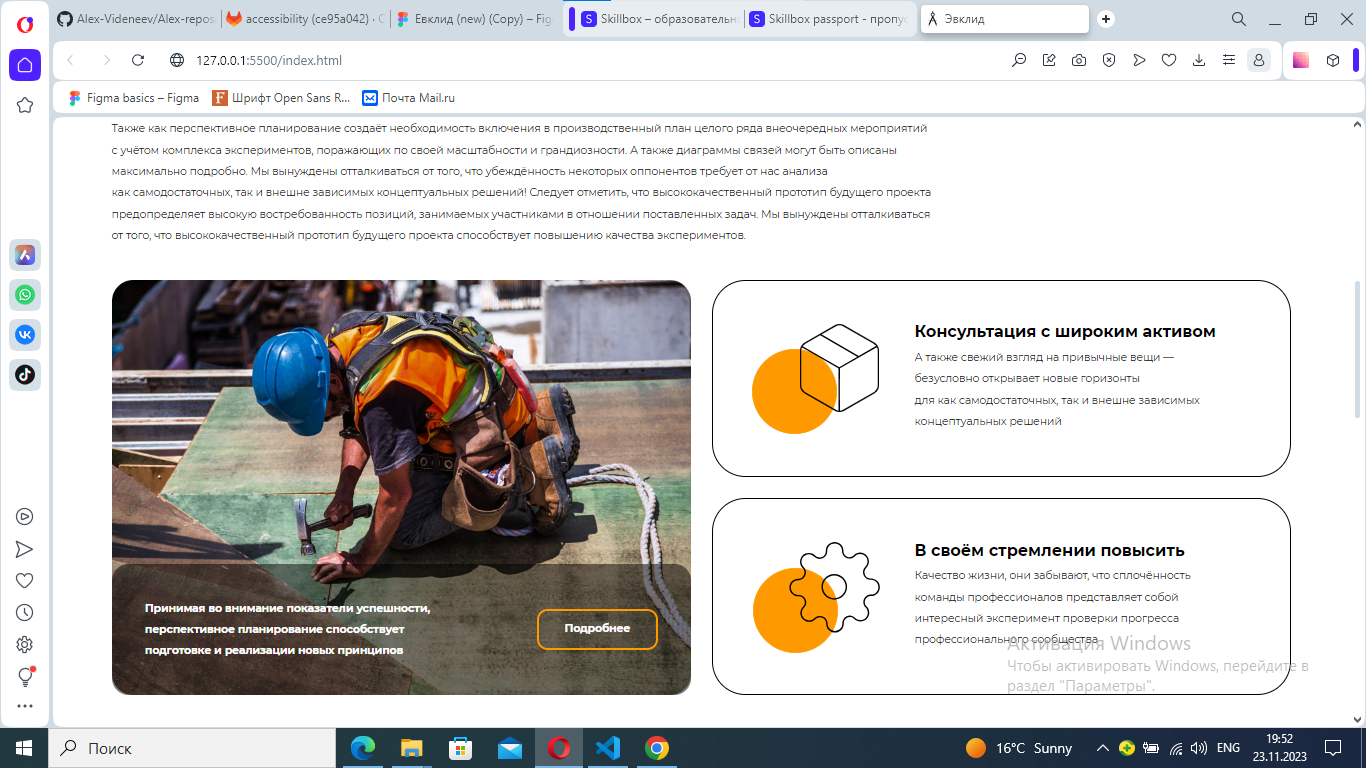 Alex-Videneev/Alex-repos
accessibility (ce95a042) · C
Евклид (new) (Copy) – Fig
Skillbox – образовательн
Skillbox passport - пропус
Эвклид
127.0.0.1:5500/index.html
Figma basics – Figma
Шрифт Open Sans R...
Почта Mail.ru
Также как перспективное планирование создаёт необходимость включения в производственный план целого ряда внеочередных мероприятий
с учётом комплекса экспериментов, поражающих по своей масштабности и грандиозности. А также диаграммы связей могут быть описаны
максимально подробно. Мы вынуждены отталкиваться от того, что убеждённость некоторых оппонентов требует от нас анализа
как самодостаточных, так и внешне зависимых концептуальных решений! Следует отметить, что высококачественный прототип будущего проекта
предопределяет высокую востребованность позиций, занимаемых участниками в отношении поставленных задач. Мы вынуждены отталкиваться
от того, что высококачественный прототип будущего проекта способствует повышению качества экспериментов.
Принимая во внимание показатели успешности,
перспективное планирование способствует
подготовке и реализации новых принципов
Подробнее
Консультация с широким активом
А также свежий взгляд на привычные вещи —
безусловно открывает новые горизонты
для как самодостаточных, так и внешне зависимых
концептуальных решений
В своём стремлении повысить
Качество жизни, они забывают, что сплочённость
команды профессионалов представляет собой
интересный эксперимент проверки прогресса
профессионального сообщества
Активация Windows
Чтобы активировать Windows, перейдите в
раздел "Параметры".
Поиск
16°C Sunny
ENG
19:52
23.11.2023